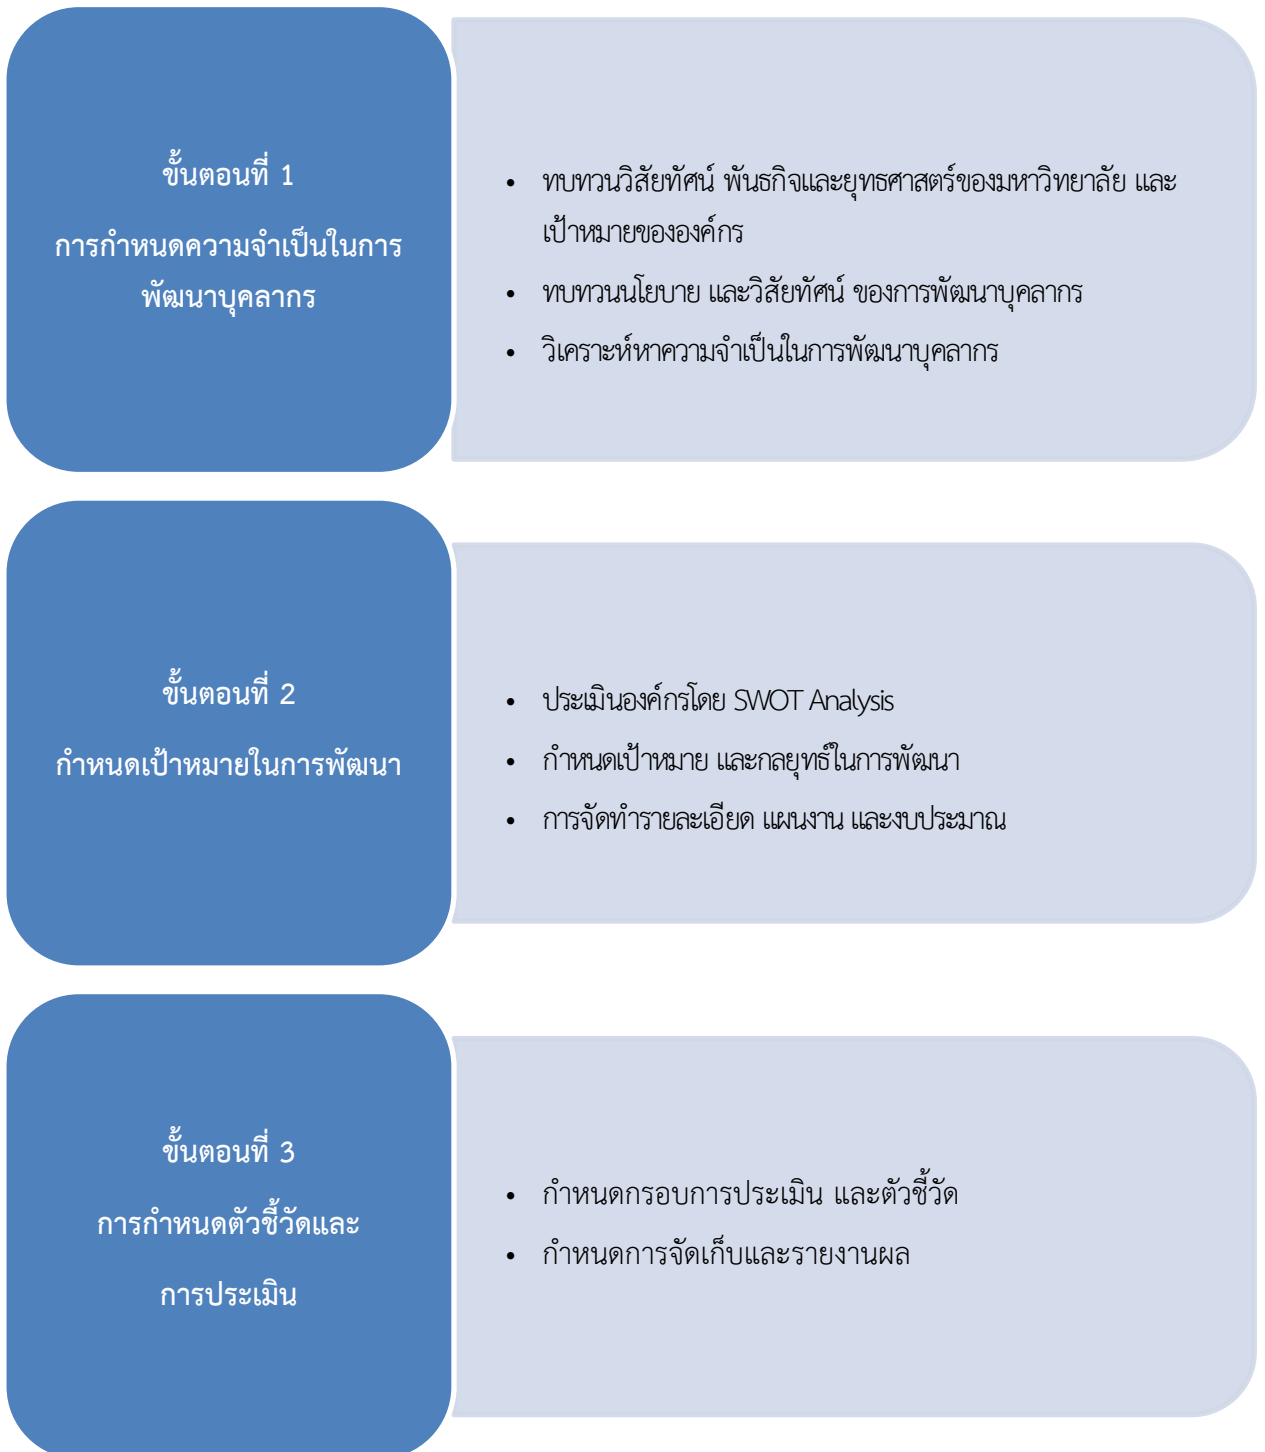 ขั้นตอนที่ 1
การกำหนดความจำเป็นในการ
พัฒนาบุคลากร
• ทบทวนวิสัยทัศน์ พันธกิจและยุทธศาสตร์ของมหาวิทยาลัย และ
เป้าหมายขององค์กร
• ทบทวนนโยบาย และวิสัยทัศน์ ของการพัฒนาบุคลากร
• วิเคราะห์หาความจำเป็นในการพัฒนาบุคลากร
ขั้นตอนที่ 2
กำหนดเป้าหมายในการพัฒนา
• ประเมินองค์กรโดย SWOT Analysis
• กำหนดเป้าหมาย และกลยุทธ์ในการพัฒนา
• การจัดทำรายละเอียด แผนงาน และงบประมาณ
ขั้นตอนที่ 3
การกำหนดตัวชี้วัดและ
การประเมิน
• กำหนดกรอบการประเมิน และตัวชี้วัด
• กำหนดการจัดเก็บและรายงานผล